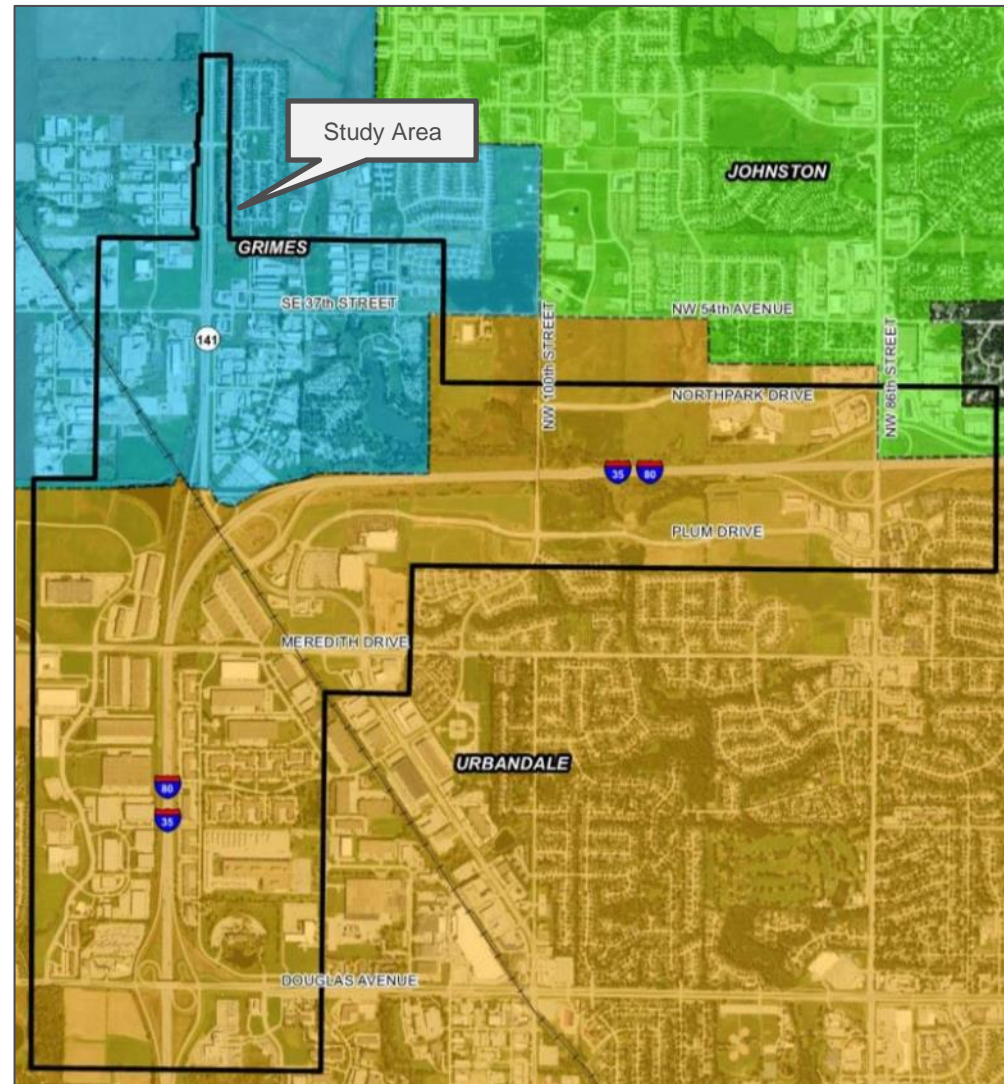 Study Area
JOHNSTON
GRIMES
SE 37th STREET
NW 54th AVENUE
141
NW 100th STREET
NW 86th STREET
NORTHPARK DRIVE
35
80
PLUM DRIVE
MEREDITH DRIVE
URBANDALE
80
35
DOUGLAS AVENUE